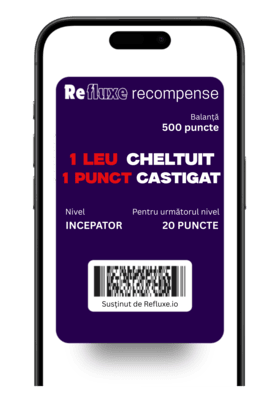 Refluxe recompense
Balanță
500 puncte
1 LEU CHELTUIT
1 PUNCT CASTIGAT
Nivel
Pentru următorul nivel
INCEPATOR
20 PUNCTE
Susținut de Refluxe.io